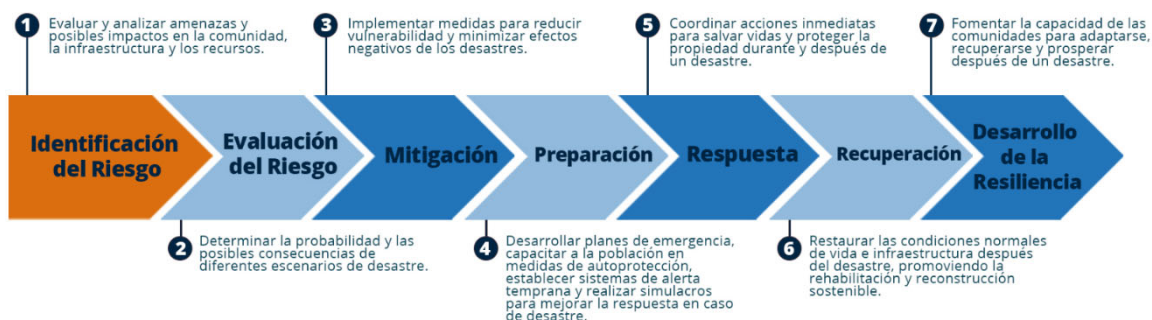 1
Evaluar y analizar amenazas y
posibles impactos en la comunidad,
la infraestructura y los recursos.
3
Implementar medidas para reducir
vulnerabilidad y minimizar efectos
negativos de los desastres.
5
Coordinar acciones inmediatas
para salvar vidas y proteger la
propiedad durante y después de
un desastre.
7
Fomentar la capacidad de las
comunidades para adaptarse,
recuperarse y prosperar
después de un desastre.
Identificación
del Riesgo
Evaluación
del Riesgo
Mitigación
Preparación
Respuesta
Recuperación
Desarrollo
de la
Resiliencia
2
Determinar la probabilidad y las
posibles consecuencias de
diferentes escenarios de desastre.
4
Desarrollar planes de emergencia,
capacitar a la población en
medidas de autoprotección,
establecer sistemas de alerta
temprana y realizar simulacros
para mejorar la respuesta en caso
de desastre.
6
Restaurar las condiciones normales
de vida e infraestructura después
del desastre, promoviendo la
rehabilitación y reconstrucción
sostenible.